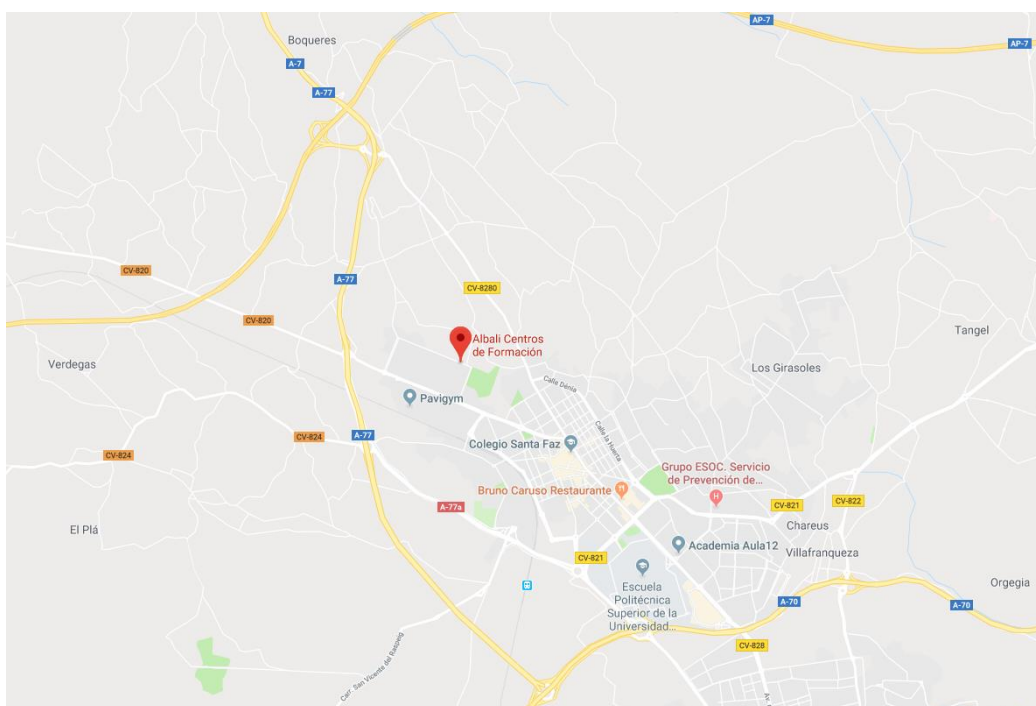 AP-7
Boqueres
AP-7
A-7
A-77
CV-820
A-77
CV-8280
CV-820
Albali Centros
de Formación
Tangel
Verdegas
Los Girasoles
Calle Dénia
Pavigym
Calle la Huerta
A-77
CV-824
Colegio Santa Faz
CV-824
Grupo ESOC. Servicio
de Prevención de...
Bruno Caruso Restaurante
H
CV-822
A-77a
CV-821
El Plá
Chareus
Academia Aula12
Villafranqueza
CV-821
Escuela
Politécnica
Superior de la
Universidad...
Orgegia
A-70
A-70
CV-828
Carr. San Vicente del Raspeig
Av.